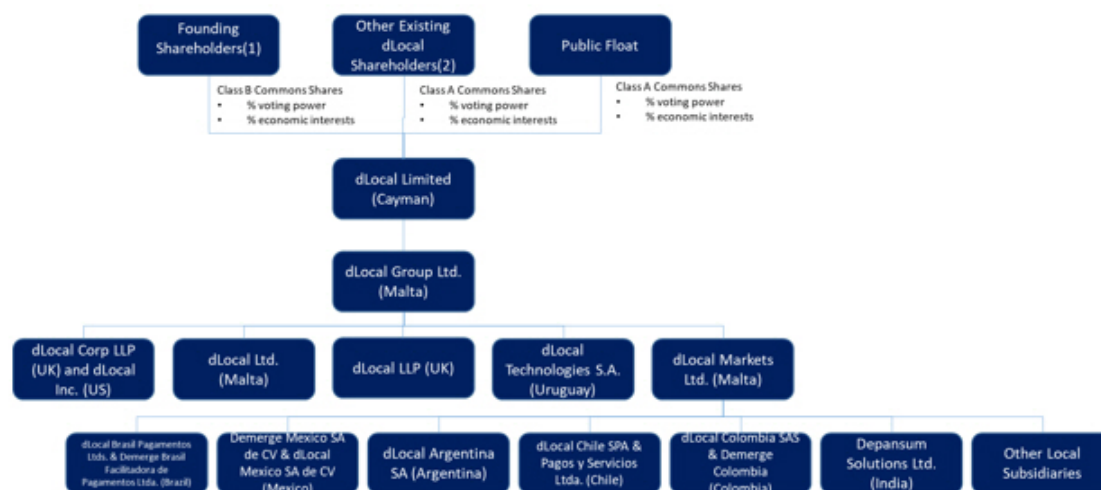 Founding
Shareholders(1)
Other Existing
dLocal
Shareholders(2)
Public Float
Class B Commons Shares
• % voting power
• % economic interests
Class A Commons Shares
• % voting power
• % economic interests
Class A Commons Shares
• % voting power
• % economic interests
dLocal Limited
(Cayman)
dLocal Group Ltd.
(Malta)
dLocal Corp LLP
(UK) and dLocal
Inc. (US)
dLocal Ltd.
(Malta)
dLocal LLP (UK)
dLocal
Technologies S.A.
(Uruguay)
dLocal Markets
Ltd. (Malta)
dLocal Brasil Pagamentos
Ltds. & Demerge Brasil
Facilitadora de
Pagamentos Ltda. (Brazil)
Demerge Mexico SA
de CV & dLocal
Mexico SA de CV
(Mexico)
dLocal Argentina
SA (Argentina)
dLocal Chile SPA &
Pagos y Servicios
Ltda. (Chile)
dLocal Colombia SAS
& Demerge
Colombia
(Colombia)
Depansum
Solutions Ltd.
(India)
Other Local
Subsidiaries